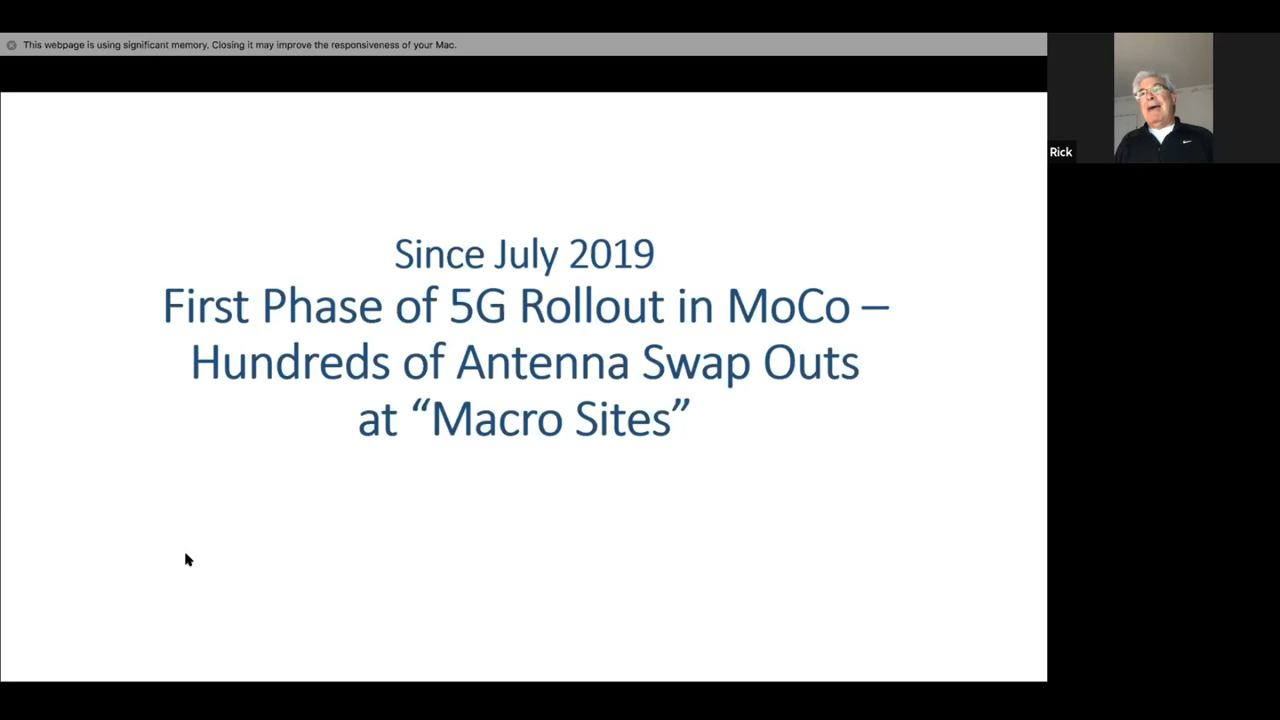 This webpage is using significant memory. Closing it may improve the responsiveness of your Mac.
Rick
Since July 2019
First Phase of 5G Rollout in MoCo –
Hundreds of Antenna Swap Outs
at “Macro Sites”